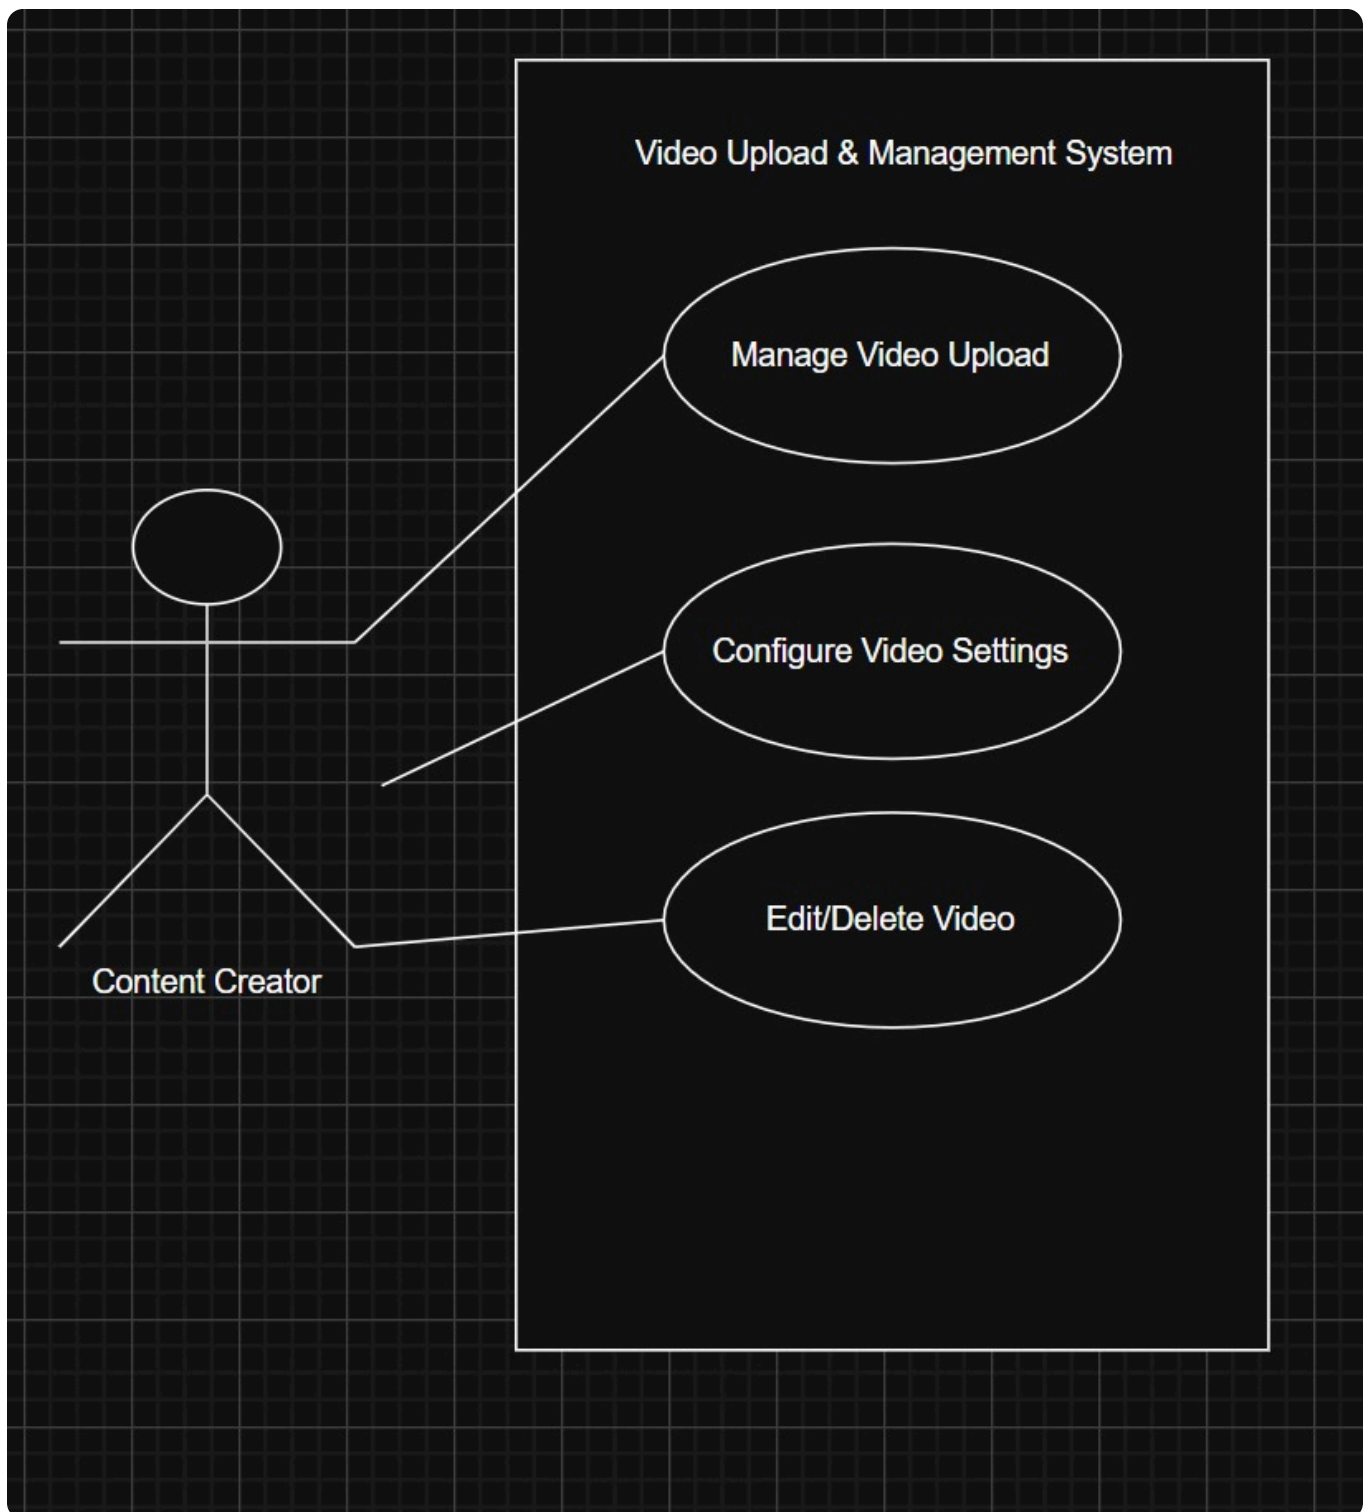 Video Upload & Management System
Manage Video Upload
Configure Video Settings
Edit/Delete Video
Content Creator